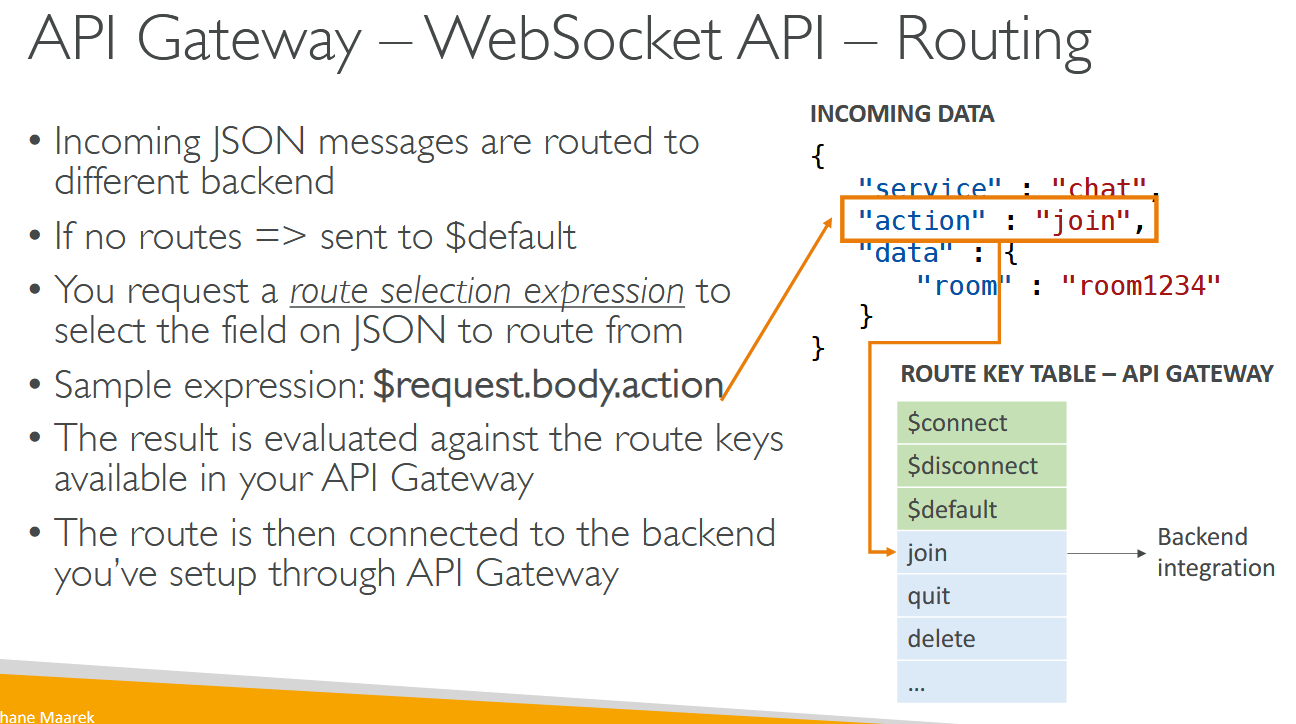 API Gateway – WebSocket API – Routing
• Incoming JSON messages are routed to
different backend
• If no routes => sent to $default
• You request a route selection expression to
select the field on JSON to route from
• Sample expression: $request.body.action
• The result is evaluated against the route keys
available in your API Gateway
• The route is then connected to the backend
you’ve setup through API Gateway
INCOMING DATA
{
"service" : "chat",
"action" : "join",
"data" : {
"room" : "room1234"
}
}
ROUTE KEY TABLE – API GATEWAY
$connect
$disconnect
$default
join
quit
delete
...
Backend
integration
hane Maarek